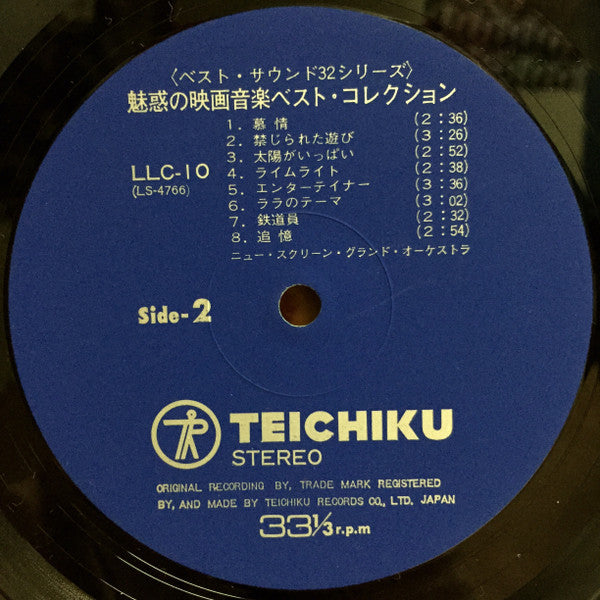 〈ベスト・サウンド32シリーズ〉
魅惑の映画音楽ベスト・コレクション
1. 慕情 (2:36)
2. 禁じられた遊び (3:26)
3. 太陽がいっぱい (2:52)
4. ライムライト (2:38)
5. エンターテイナー (3:36)
6. ララのテーマ (3:02)
7. 鉄道員 (2:32)
8. 追憶 (2:54)
ニュー・スクリーン・グランド・オーケストラ
LLC-10
(LS-4766)
Side-2
TEICHIKU
STEREO
ORIGINAL RECORDING BY, TRADE MARK REGISTERED
BY, AND MADE BY TEICHIKU RECORDS CO., LTD. JAPAN
33 1/3 r.p.m